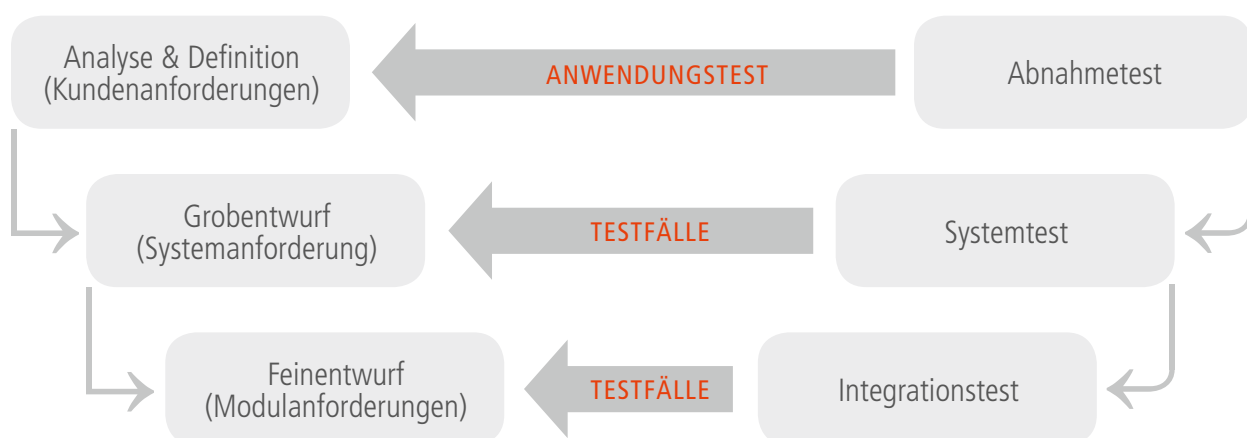 Analyse & Definition
(Kundenanforderungen)
ANWENDUNGSTEST
Abnahmetest
Grobentwurf
(Systemanforderung)
TESTFÄLLE
Systemtest
Feinentwurf
(Modulanforderungen)
TESTFÄLLE
Integrationstest